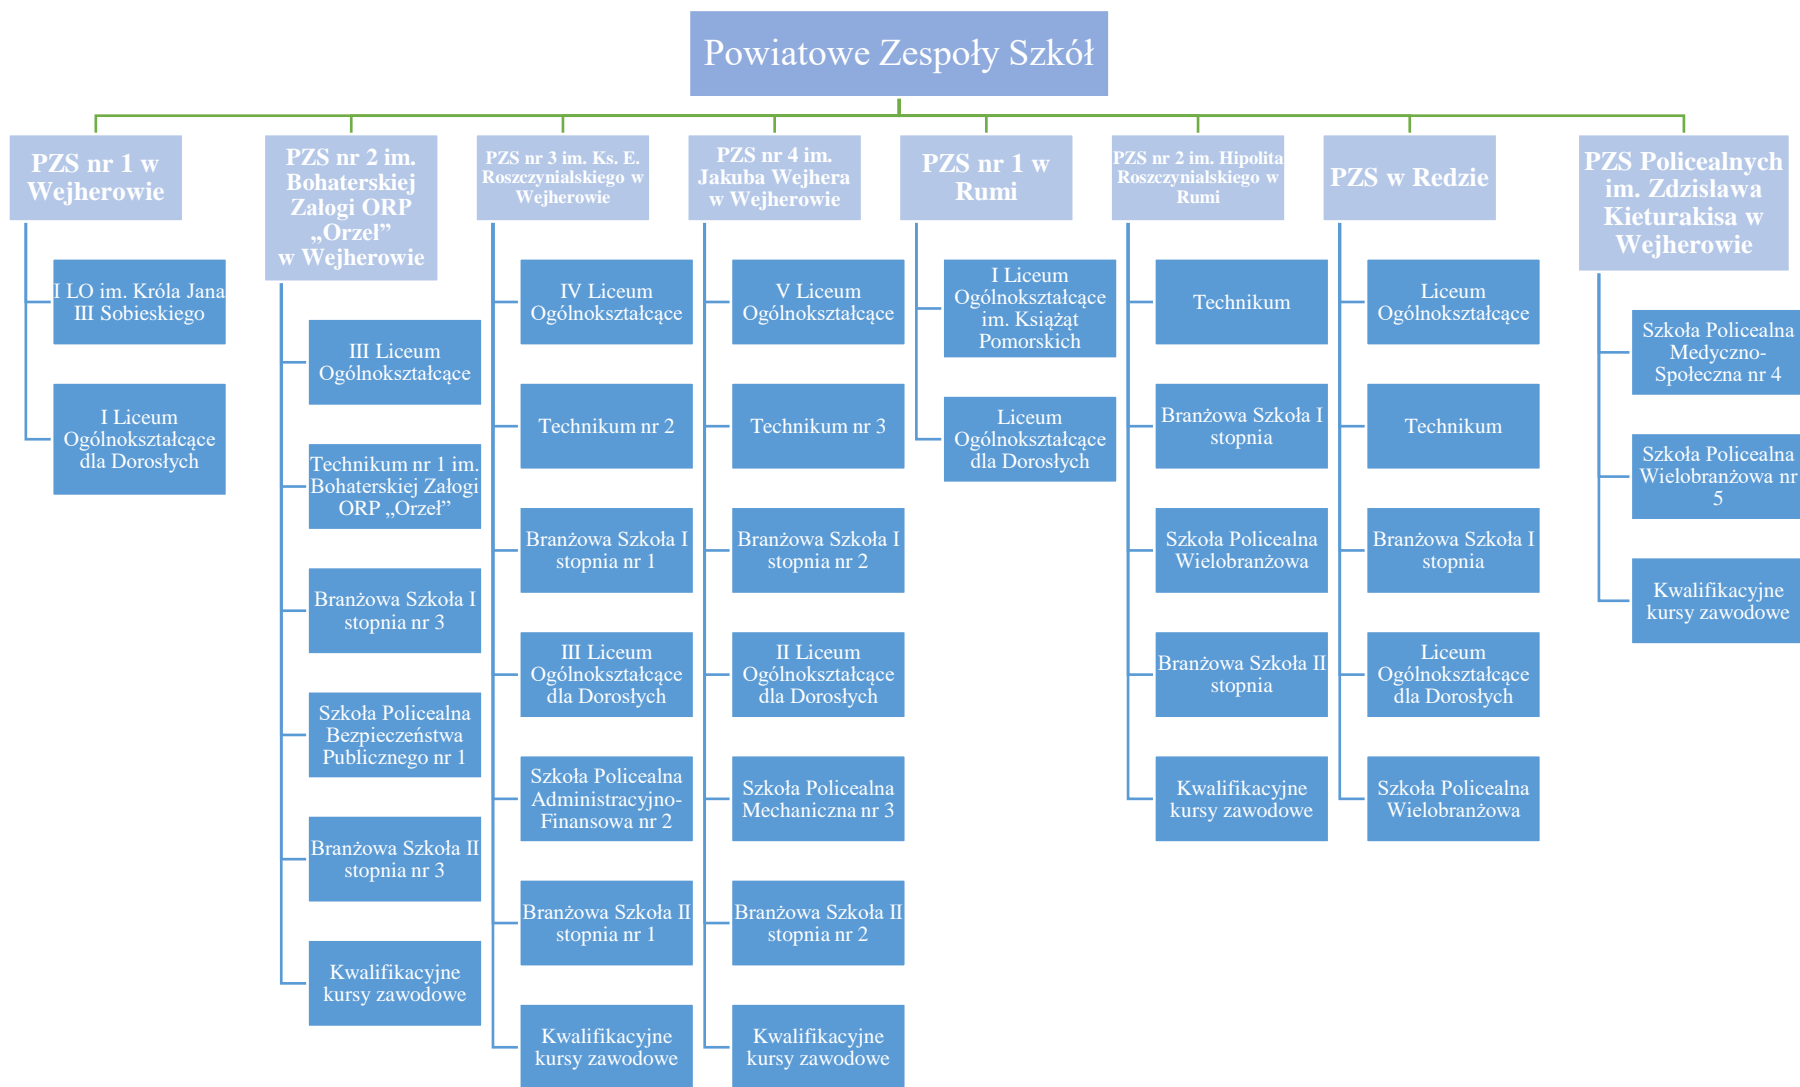 Powiatowe Zespoły Szkół
PZS nr 1 w
Wejherowie
I LO im. Króla Jana
III Sobieskiego
I Liceum
Ogólnokształcące
dla Dorosłych
PZS nr 2 im.
Bohaterskiej
Załogi ORP
„Orzeł”
w Wejherowie
III Liceum
Ogólnokształcące
Technikum nr 1 im.
Bohaterskiej Załogi
ORP „Orzeł”
Branżowa Szkoła I
stopnia nr 3
Szkoła Policealna
Bezpieczeństwa
Publicznego nr 1
Branżowa Szkoła II
stopnia nr 3
Kwalifikacyjne
kursy zawodowe
PZS nr 3 im. Ks. E.
Roszczynialskiego w
Wejherowie
IV Liceum
Ogólnokształcące
Technikum nr 2
Branżowa Szkoła I
stopnia nr 1
III Liceum
Ogólnokształcące
dla Dorosłych
Szkoła Policealna
Administracyjno-
Finansowa nr 2
Branżowa Szkoła II
stopnia nr 1
Kwalifikacyjne
kursy zawodowe
PZS nr 4 im.
Jakuba Wejhera
w Wejherowie
V Liceum
Ogólnokształcące
Technikum nr 3
Branżowa Szkoła I
stopnia nr 2
II Liceum
Ogólnokształcące
dla Dorosłych
Szkoła Policealna
Mechaniczna nr 3
Branżowa Szkoła II
stopnia nr 2
Kwalifikacyjne
kursy zawodowe
PZS nr 1 w
Rumi
I Liceum
Ogólnokształcące
im. Książąt
Pomorskich
Liceum
Ogólnokształcące
dla Dorosłych
PZS nr 2 im. Hipolita
Roszczynialskiego w
Rumi
Technikum
Branżowa Szkoła I
stopnia
Szkoła Policealna
Wielobranżowa
Branżowa Szkoła II
stopnia
Kwalifikacyjne
kursy zawodowe
PZS w Redzie
Liceum
Ogólnokształcące
Technikum
Branżowa Szkoła I
stopnia
Liceum
Ogólnokształcące
dla Dorosłych
Szkoła Policealna
Wielobranżowa
PZS Policealnych
im. Zdzisława
Kieturakisa w
Wejherowie
Szkoła Policealna
Medyczno-
Społeczna nr 4
Szkoła Policealna
Wielobranżowa nr
5
Kwalifikacyjne
kursy zawodowe